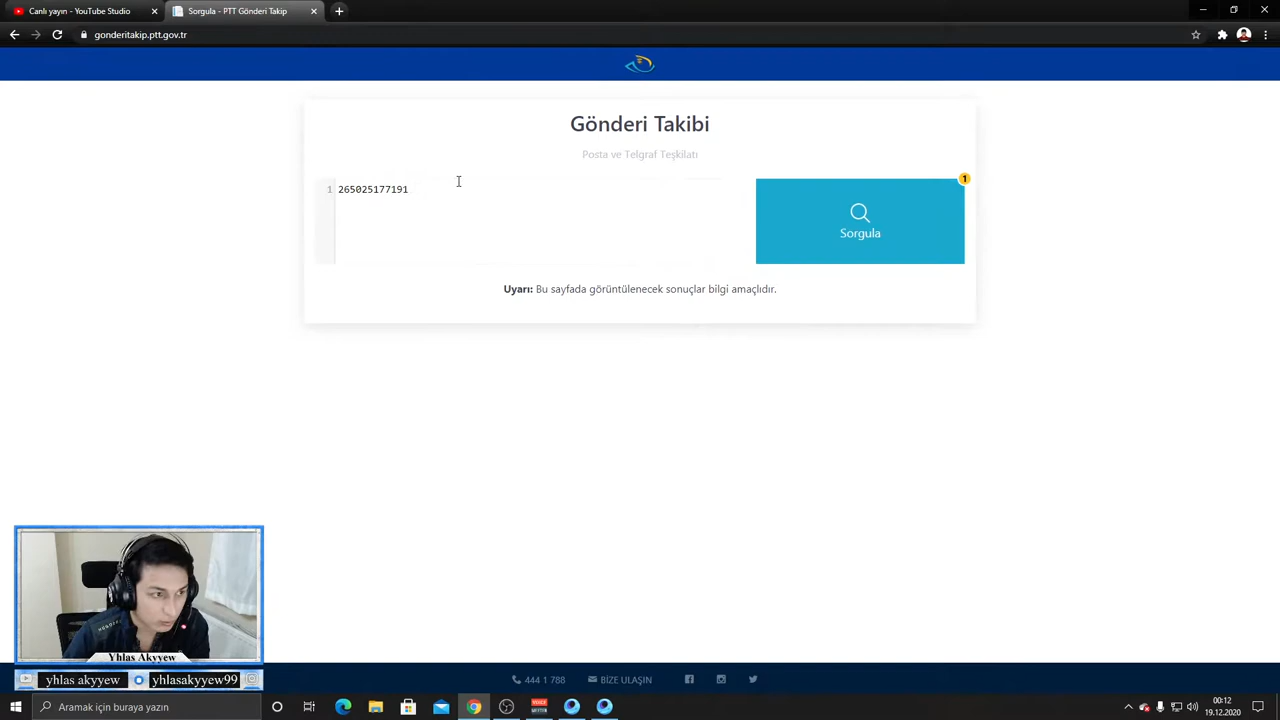 Canlı yayın - YouTube Studio
Sorgula - PTT Gönderi Takip
gonderitakip.ptt.gov.tr
Gönderi Takibi
Posta ve Telgraf Teşkilatı
1 265025177191
1
Sorgula
Uyarı: Bu sayfada görüntülenecek sonuçlar bilgi amaçlıdır.
Yhlas Akyyew
yhlas akyyew yhlasakyyew99
444 1 788 BİZE ULAŞIN
Aramak için buraya yazın
00:12
19.12.2020